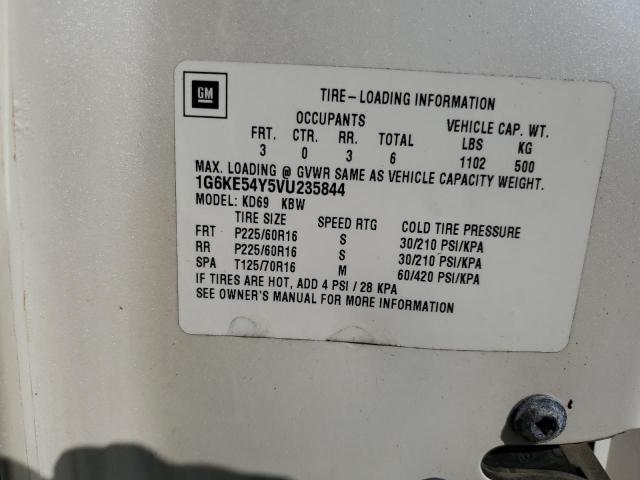 GM
TIRE-LOADING INFORMATION
OCCUPANTS VEHICLE CAP. WT.
FRT. CTR. RR. TOTAL LBS KG
3 0 3 6 1102 500
MAX. LOADING @ GVWR SAME AS VEHICLE CAPACITY WEIGHT.
1G6KE54Y5VU235844
MODEL: KD69 KBW
TIRE SIZE SPEED RTG COLD TIRE PRESSURE
FRT P225/60R16 S 30/210 PSI/KPA
RR P225/60R16 S 30/210 PSI/KPA
SPA T125/70R16 M 60/420 PSI/KPA
IF TIRES ARE HOT, ADD 4 PSI / 28 KPA
SEE OWNER'S MANUAL FOR MORE INFORMATION